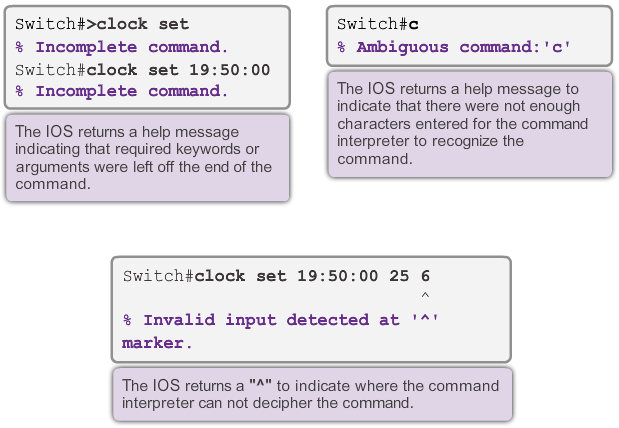 Switch#>clock set
% Incomplete command.
Switch#clock set 19:50:00
% Incomplete command.
The IOS returns a help message
indicating that required keywords or
arguments were left off the end of the
command.
Switch#c
% Ambiguous command:'c'
The IOS returns a help message to
indicate that there were not enough
characters entered for the command
interpreter to recognize the
command.
Switch#clock set 19:50:00 25 6
^
% Invalid input detected at '^'
marker.
The IOS returns a "^" to indicate where the command
interpreter can not decipher the command.